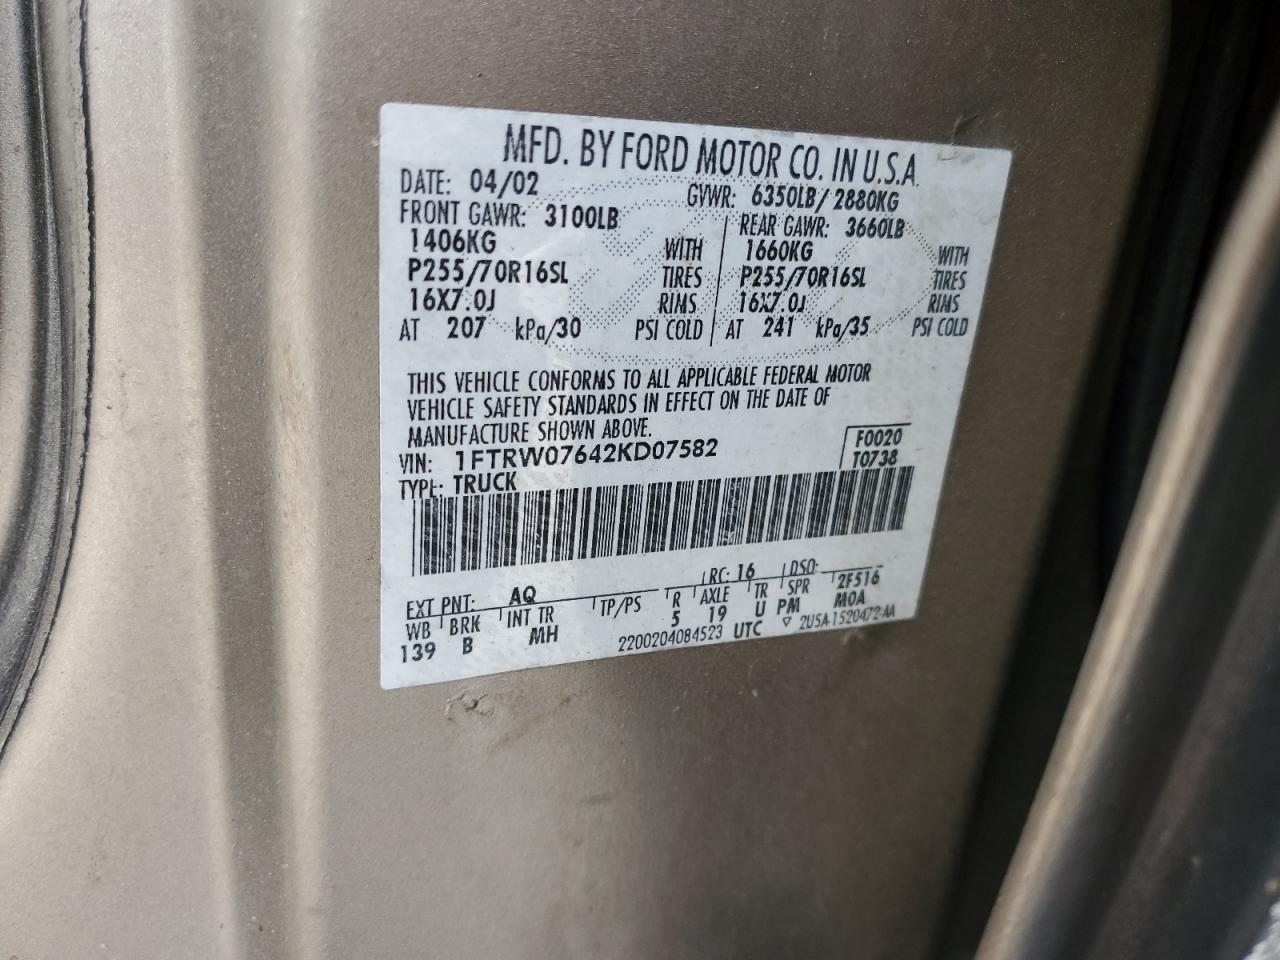 MFD. BY FORD MOTOR CO. IN U.S.A.
DATE: 04/02 GVWR: 6350LB/2880KG
FRONT GAWR: 3100LB REAR GAWR: 3660LB
1406KG WITH 1660KG WITH
P255/70R16SL TIRES P255/70R16SL TIRES
16X7.0J RIMS 16X7.0J RIMS
AT 207 kPa/30 PSI COLD AT 241 kPa/35 PSI COLD
THIS VEHICLE CONFORMS TO ALL APPLICABLE FEDERAL MOTOR
VEHICLE SAFETY STANDARDS IN EFFECT ON THE DATE OF
MANUFACTURE SHOWN ABOVE.
VIN: 1FTRW07642KD07582 F0020
TYPE: TRUCK T0738
EXT PNT: AQ RC: 16 DSO: 2F516
WB BRK INT TR TP/PS R AXLE TR SPR
139 B MH 5 19 U PM M0A
2200204084523 UTC ▽ 2U5A-1520472-AA